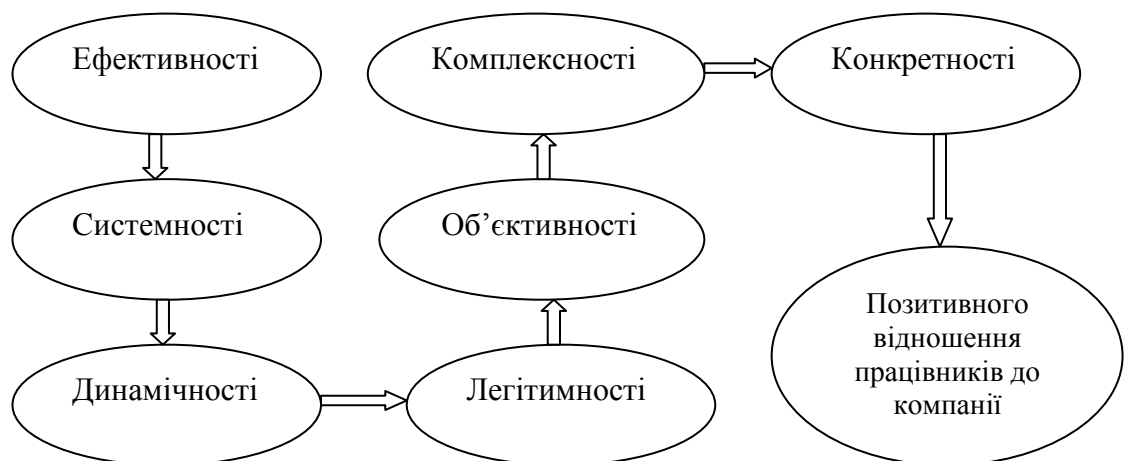 Ефективності
Комплексності
Конкретності
Системності
Об’єктивності
Динамічності
Легітимності
Позитивного
відношення
працівників до
компанії